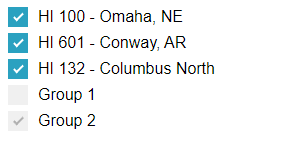 HI 100 - Omaha, NE
HI 601 - Conway, AR
HI 132 - Columbus North
Group 1
Group 2